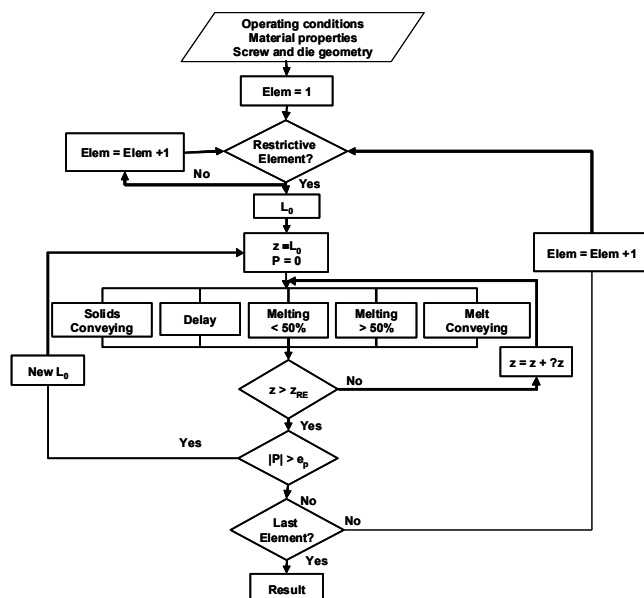 Operating conditions
Material properties
Screw and die geometry
Elem = 1
Elem = Elem +1
Restrictive
Element?
No
Yes
L₀
Elem = Elem +1
z =L₀
P = 0
Solids
Conveying
Delay
Melting
< 50%
Melting
> 50%
Melt
Conveying
New L₀
z = z + ?z
z > z_RE
No
Yes
Yes
|P| > e_p
No
Last
Element?
No
Yes
Result